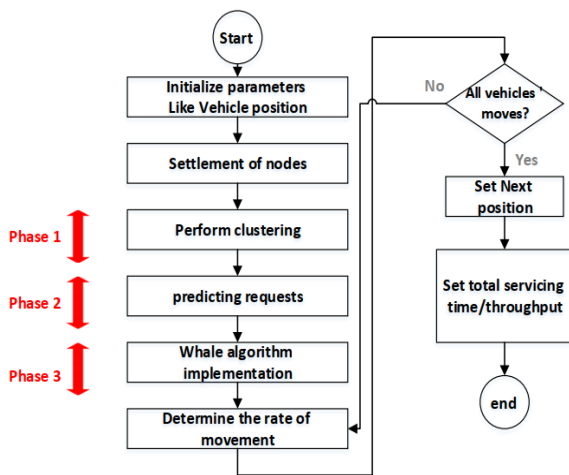 Start
Initialize parameters
Like Vehicle position
Settlement of nodes
Phase 1
Perform clustering
Phase 2
predicting requests
Phase 3
Whale algorithm
implementation
Determine the rate of
movement
All vehicles '
moves?
No
Yes
Set Next
position
Set total servicing
time/throughput
end